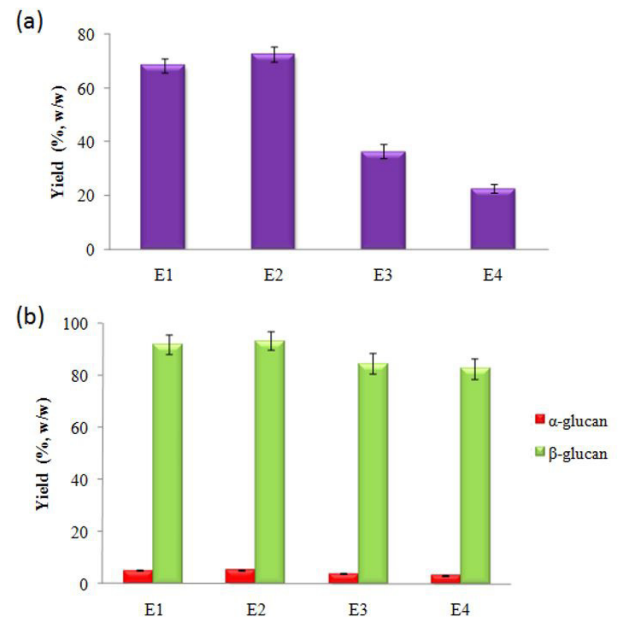 (a)
80
60
40
20
0
Yield (%, w/w)
E1 E2 E3 E4
(b)
100
80
60
40
20
0
Yield (%, w/w)
E1 E2 E3 E4
α-glucan
β-glucan